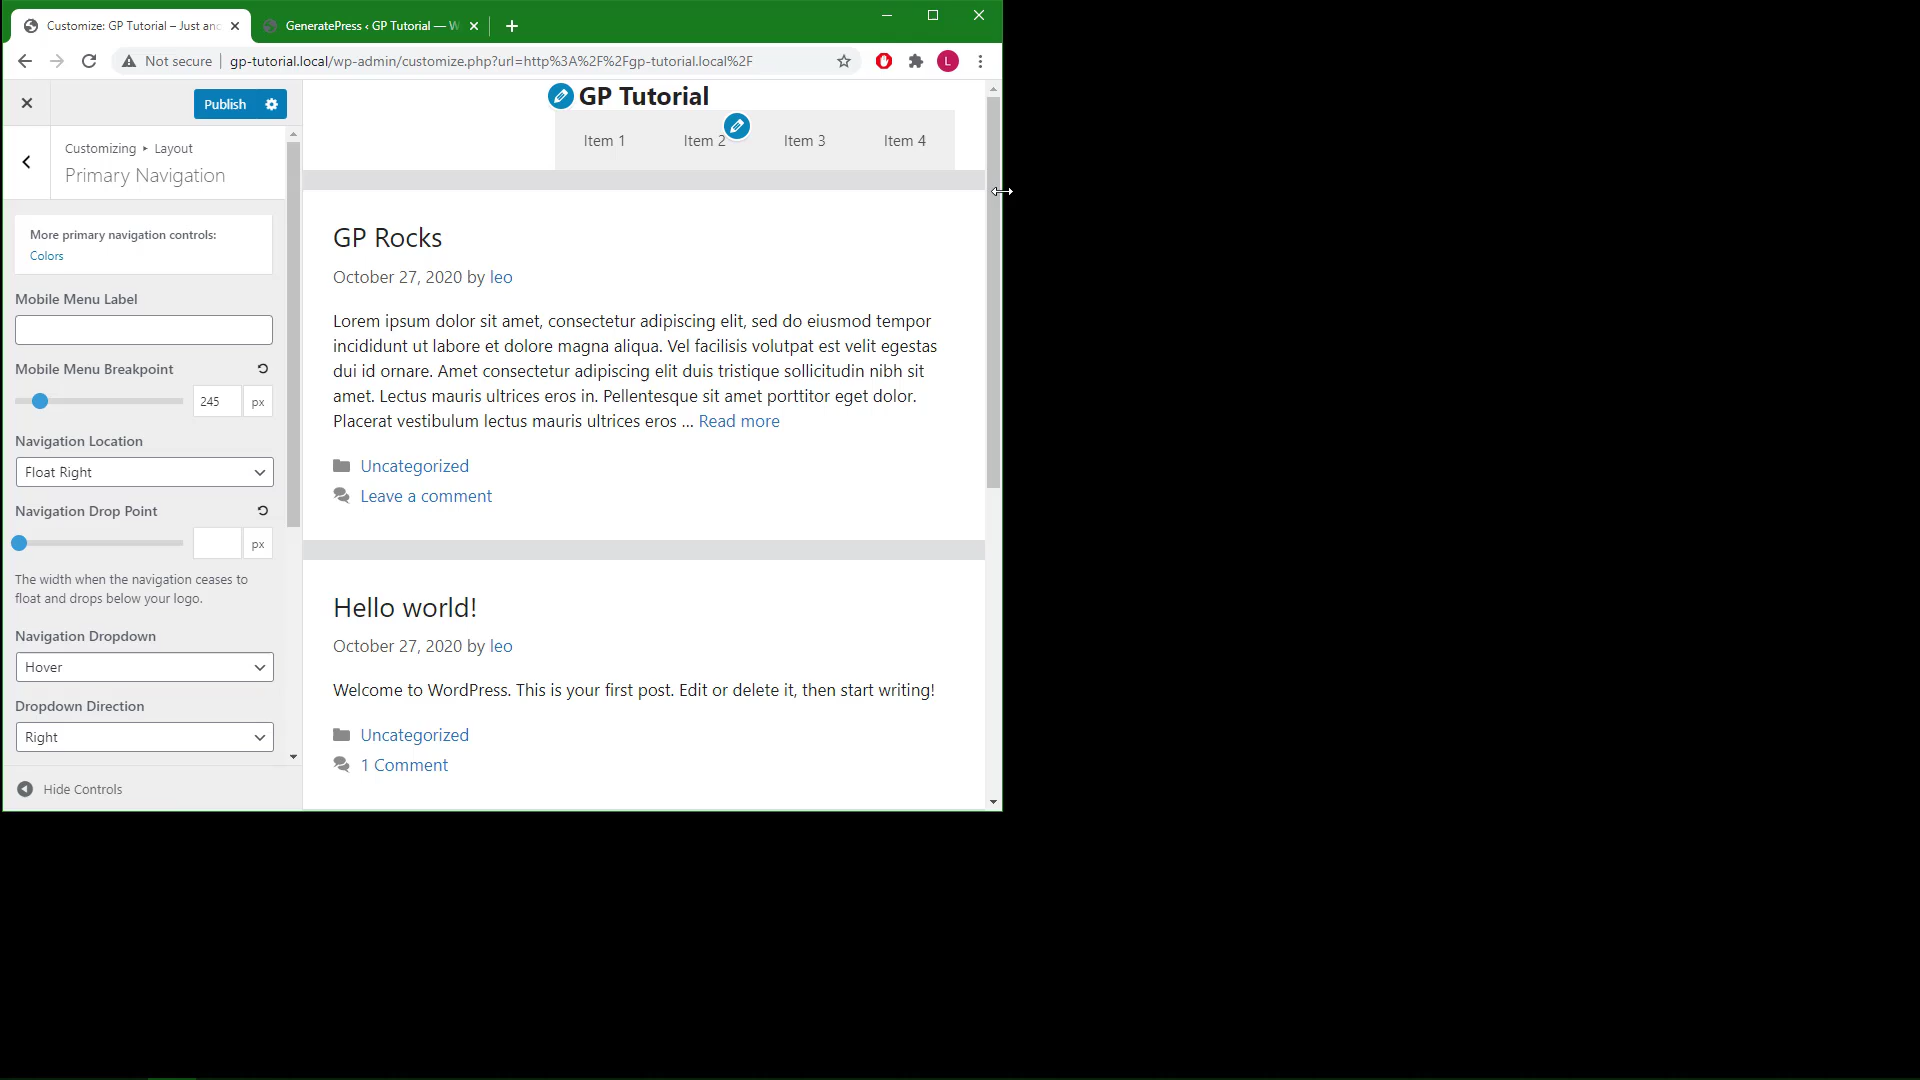 Customize: GP Tutorial – Just anc
GeneratePress ‹ GP Tutorial — W
Not secure
gp-tutorial.local/wp-admin/customize.php?url=http%3A%2F%2Fgp-tutorial.local%2F
L
Publish
Customizing ▸ Layout
Primary Navigation
More primary navigation controls:
Colors
Mobile Menu Label
Mobile Menu Breakpoint
245 px
Navigation Location
Float Right
Navigation Drop Point
px
The width when the navigation ceases to
float and drops below your logo.
Navigation Dropdown
Hover
Dropdown Direction
Right
Hide Controls
GP Tutorial
Item 1 Item 2 Item 3 Item 4
GP Rocks
October 27, 2020 by leo
Lorem ipsum dolor sit amet, consectetur adipiscing elit, sed do eiusmod tempor
incididunt ut labore et dolore magna aliqua. Vel facilisis volutpat est velit egestas
dui id ornare. Amet consectetur adipiscing elit duis tristique sollicitudin nibh sit
amet. Lectus mauris ultrices eros in. Pellentesque sit amet porttitor eget dolor.
Placerat vestibulum lectus mauris ultrices eros ... Read more
Uncategorized
Leave a comment
Hello world!
October 27, 2020 by leo
Welcome to WordPress. This is your first post. Edit or delete it, then start writing!
Uncategorized
1 Comment